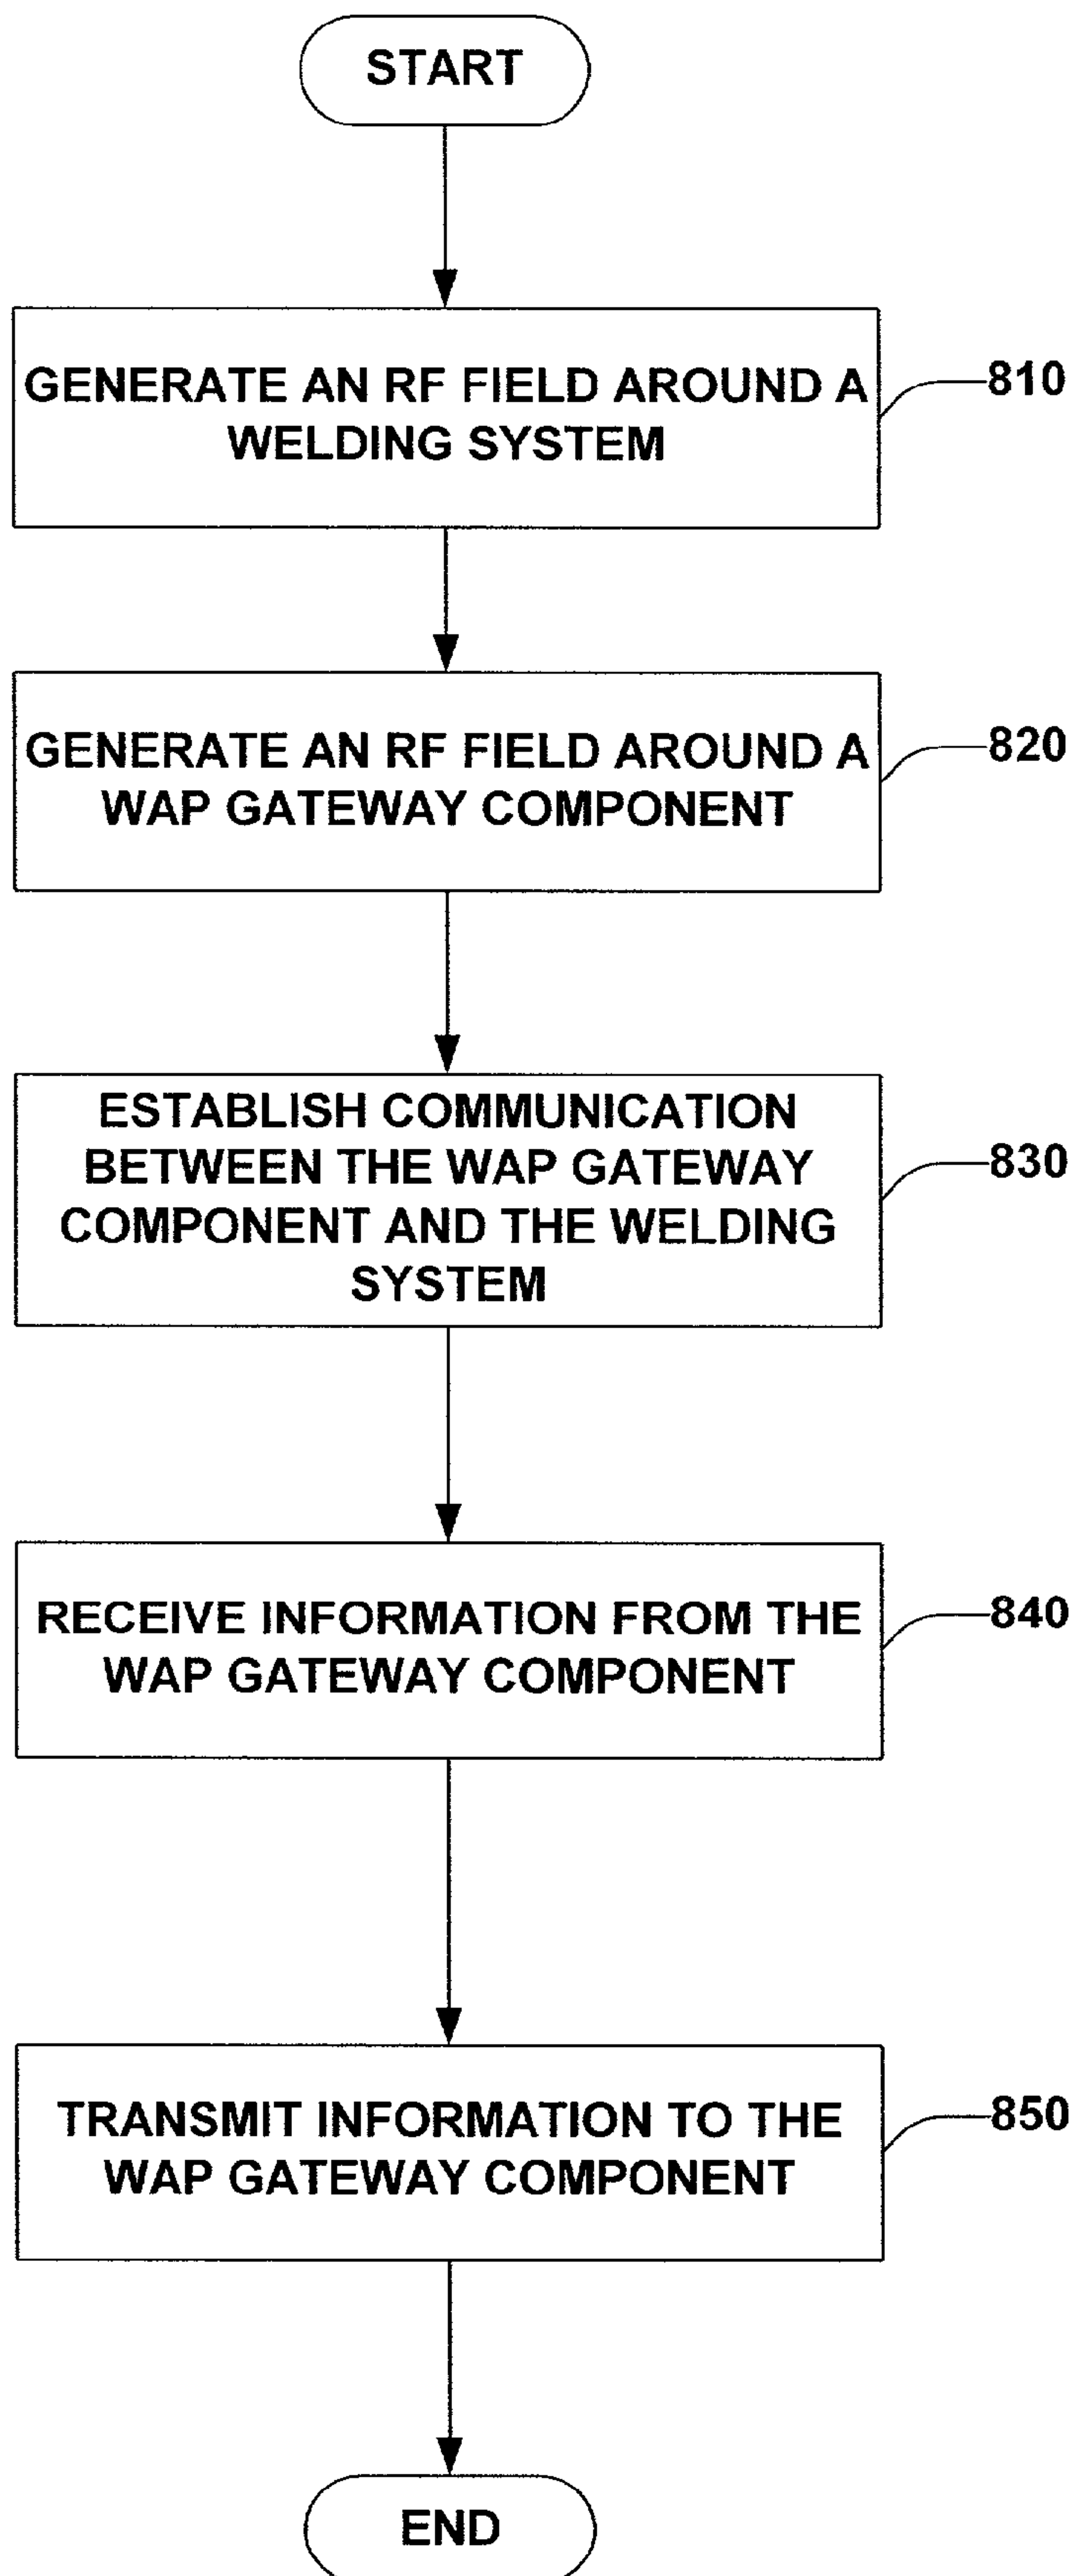 START
GENERATE AN RF FIELD AROUND A
WELDING SYSTEM
810
GENERATE AN RF FIELD AROUND A
WAP GATEWAY COMPONENT
820
ESTABLISH COMMUNICATION
BETWEEN THE WAP GATEWAY
COMPONENT AND THE WELDING
SYSTEM
830
RECEIVE INFORMATION FROM THE
WAP GATEWAY COMPONENT
840
TRANSMIT INFORMATION TO THE
WAP GATEWAY COMPONENT
850
END